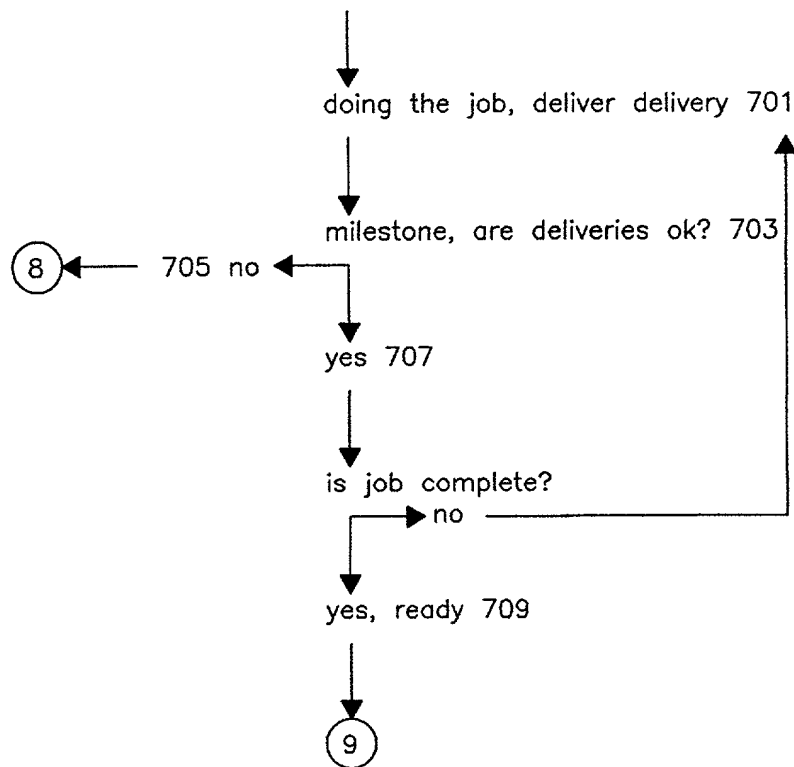 doing the job, deliver delivery 701
milestone, are deliveries ok? 703
8
705 no
yes 707
is job complete?
no
yes, ready 709
9